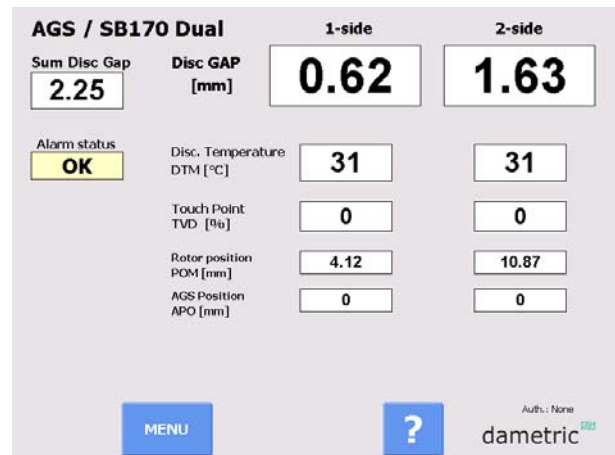 AGS / SB170 Dual 1-side 2-side
Sum Disc Gap Disc GAP
[mm] 0.62 1.63
2.25
Alarm status
OK
Disc. Temperature
DTM [°C] 31 31
Touch Point
TVD [%] 0 0
Rotor position
POM [mm] 4.12 10.87
AGS Position
APO [mm] 0 0
Auth.: None
MENU ? dametric